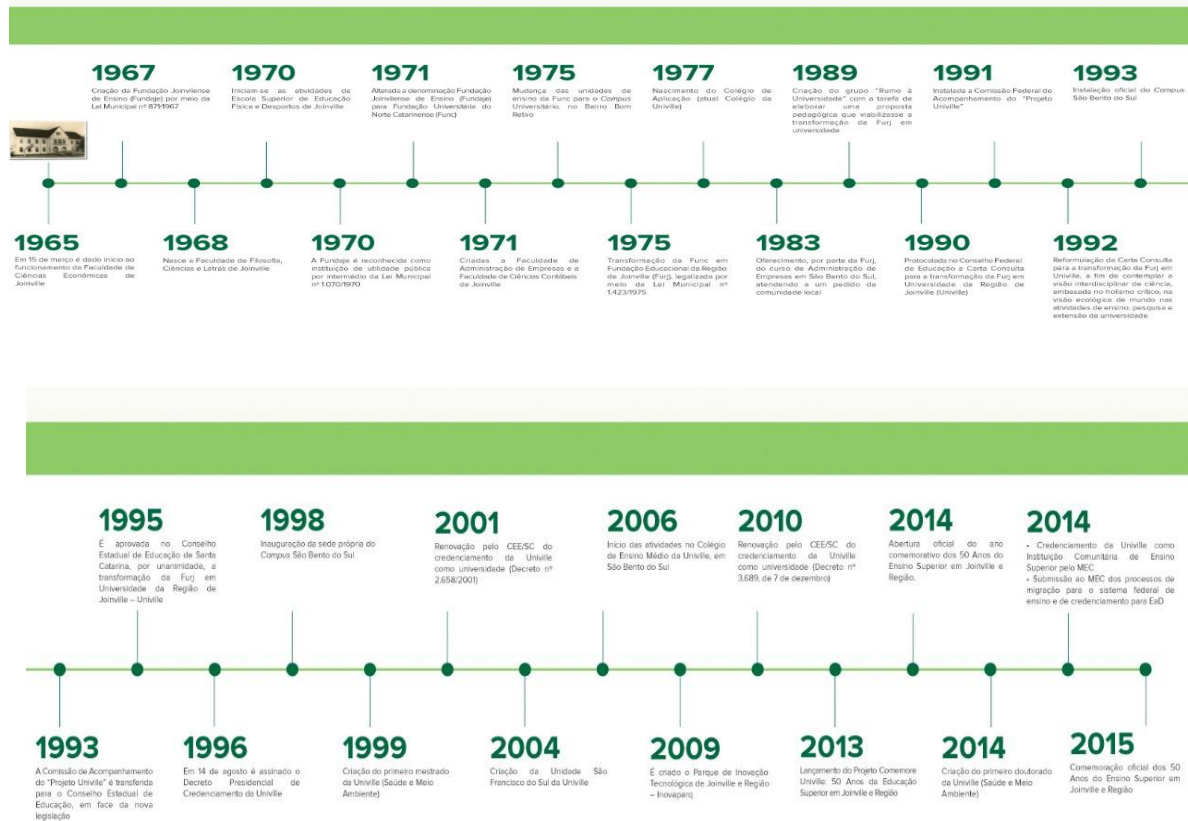 1967
Criação da Fundação Joinvilense
de Ensino (Fundaje) por meio da
Lei Municipal nº 871/1967
1970
Iniciam-se as atividades de
Escola Superior de Educação
Física e Desportos de Joinville
1971
Alterada a denominação Fundação
Joinvilense de Ensino (Fundaje)
para Fundação Universitária do
Norte Catarinense (Func)
1975
Mudança das unidades de
ensino da Func para o Campus
Universitário, no Bairro Bom
Retiro
1977
Nascimento do Colégio de
Aplicação (atual Colégio da
Univille)
1989
Criação do grupo "Rumo à
Universidade" com a tarefa de
elaborar uma proposta
pedagógica que viabilizasse a
transformação da Furj em
universidade
1991
Instalada a Comissão Federal de
Acompanhamento do "Projeto
Univille"
1993
Instalação oficial do Campus
São Bento do Sul
1965
Em 15 de março é dado início ao
funcionamento da Faculdade de
Ciências Econômicas de
Joinville
1968
Nasce a Faculdade de Filosofia,
Ciências e Letras de Joinville
1970
A Fundaje é reconhecida como
instituição de utilidade pública
por intermédio da Lei Municipal
nº 1.070/1970
1971
Criadas a Faculdade de
Administração de Empresas e a
Faculdade de Ciências Contábeis
de Joinville
1975
Transformação da Func em
Fundação Educacional da Região
de Joinville (Furj), legalizada por
meio da Lei Municipal nº
1.423/1975
1983
Oferecimento, por parte da Furj,
do curso de Administração de
Empresas em São Bento do Sul,
atendendo a um pedido da
comunidade local
1990
Protocolada no Conselho Federal
de Educação a Carta Consulta
para a transformação da Furj em
Universidade da Região de
Joinville (Univille)
1992
Reformulação da Carta Consulta
para a transformação da Furj em
Univille, a fim de contemplar a
visão interdisciplinar de ciência,
embasada no holismo crítico, na
visão ecológica de mundo nas
atividades de ensino, pesquisa e
extensão da universidade
1995
É aprovada no Conselho
Estadual de Educação de Santa
Catarina, por unanimidade, a
transformação da Furj em
Universidade da Região de
Joinville – Univille
1998
Inauguração da sede própria do
Campus São Bento do Sul
2001
Renovação pelo CEE/SC do
credenciamento da Univille
como universidade (Decreto nº
2.658/2001)
2006
Início das atividades no Colégio
de Ensino Médio da Univille, em
São Bento do Sul
2010
Renovação pelo CEE/SC do
credenciamento da Univille
como universidade (Decreto nº
3.689, de 7 de dezembro)
2014
Abertura oficial do ano
comemorativo dos 50 Anos do
Ensino Superior em Joinville e
Região.
2014
• Credenciamento da Univille como
Instituição Comunitária de Ensino
Superior pelo MEC
• Submissão ao MEC dos processos de
migração para o sistema federal de
ensino e de credenciamento para EaD
1993
A Comissão de Acompanhamento
do "Projeto Univille" é transferida
para o Conselho Estadual de
Educação, em face da nova
legislação
1996
Em 14 de agosto é assinado o
Decreto Presidencial de
Credenciamento da Univille
1999
Criação do primeiro mestrado
da Univille (Saúde e Meio
Ambiente)
2004
Criação da Unidade São
Francisco do Sul da Univille
2009
É criado o Parque de Inovação
Tecnológica de Joinville e Região
– Inovaparq
2013
Lançamento do Projeto Comemore
Univille: 50 Anos da Educação
Superior em Joinville e Região
2014
Criação do primeiro doutorado
da Univille (Saúde e Meio
Ambiente)
2015
Comemoração oficial dos 50
Anos do Ensino Superior em
Joinville e Região